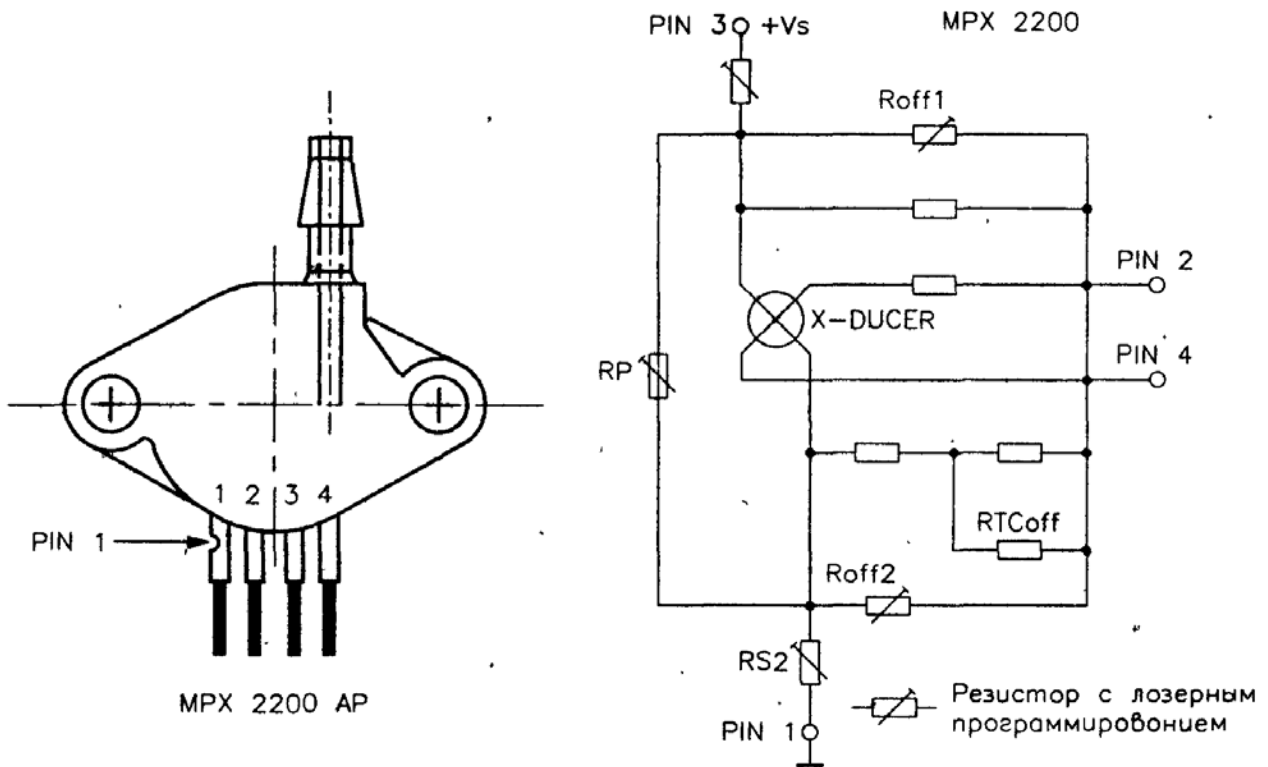 PIN 3 +Vs
MPX 2200
Roff1
PIN 2
X-DUCER
PIN 4
RP
1 2 3 4
PIN 1
RTCoff
Roff2
RS2
MPX 2200 AP
Резистор с лозерным
программировонием
PIN 1